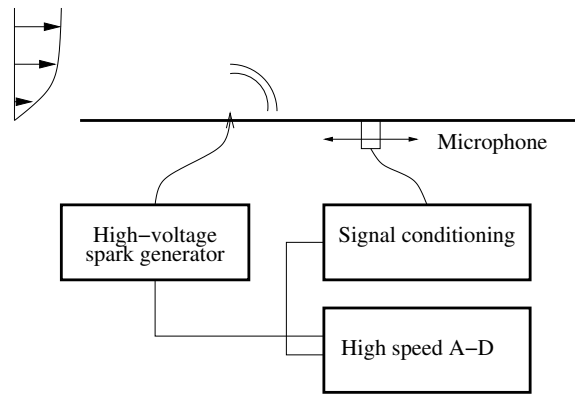 Microphone
High−voltage
spark generator
Signal conditioning
High speed A−D